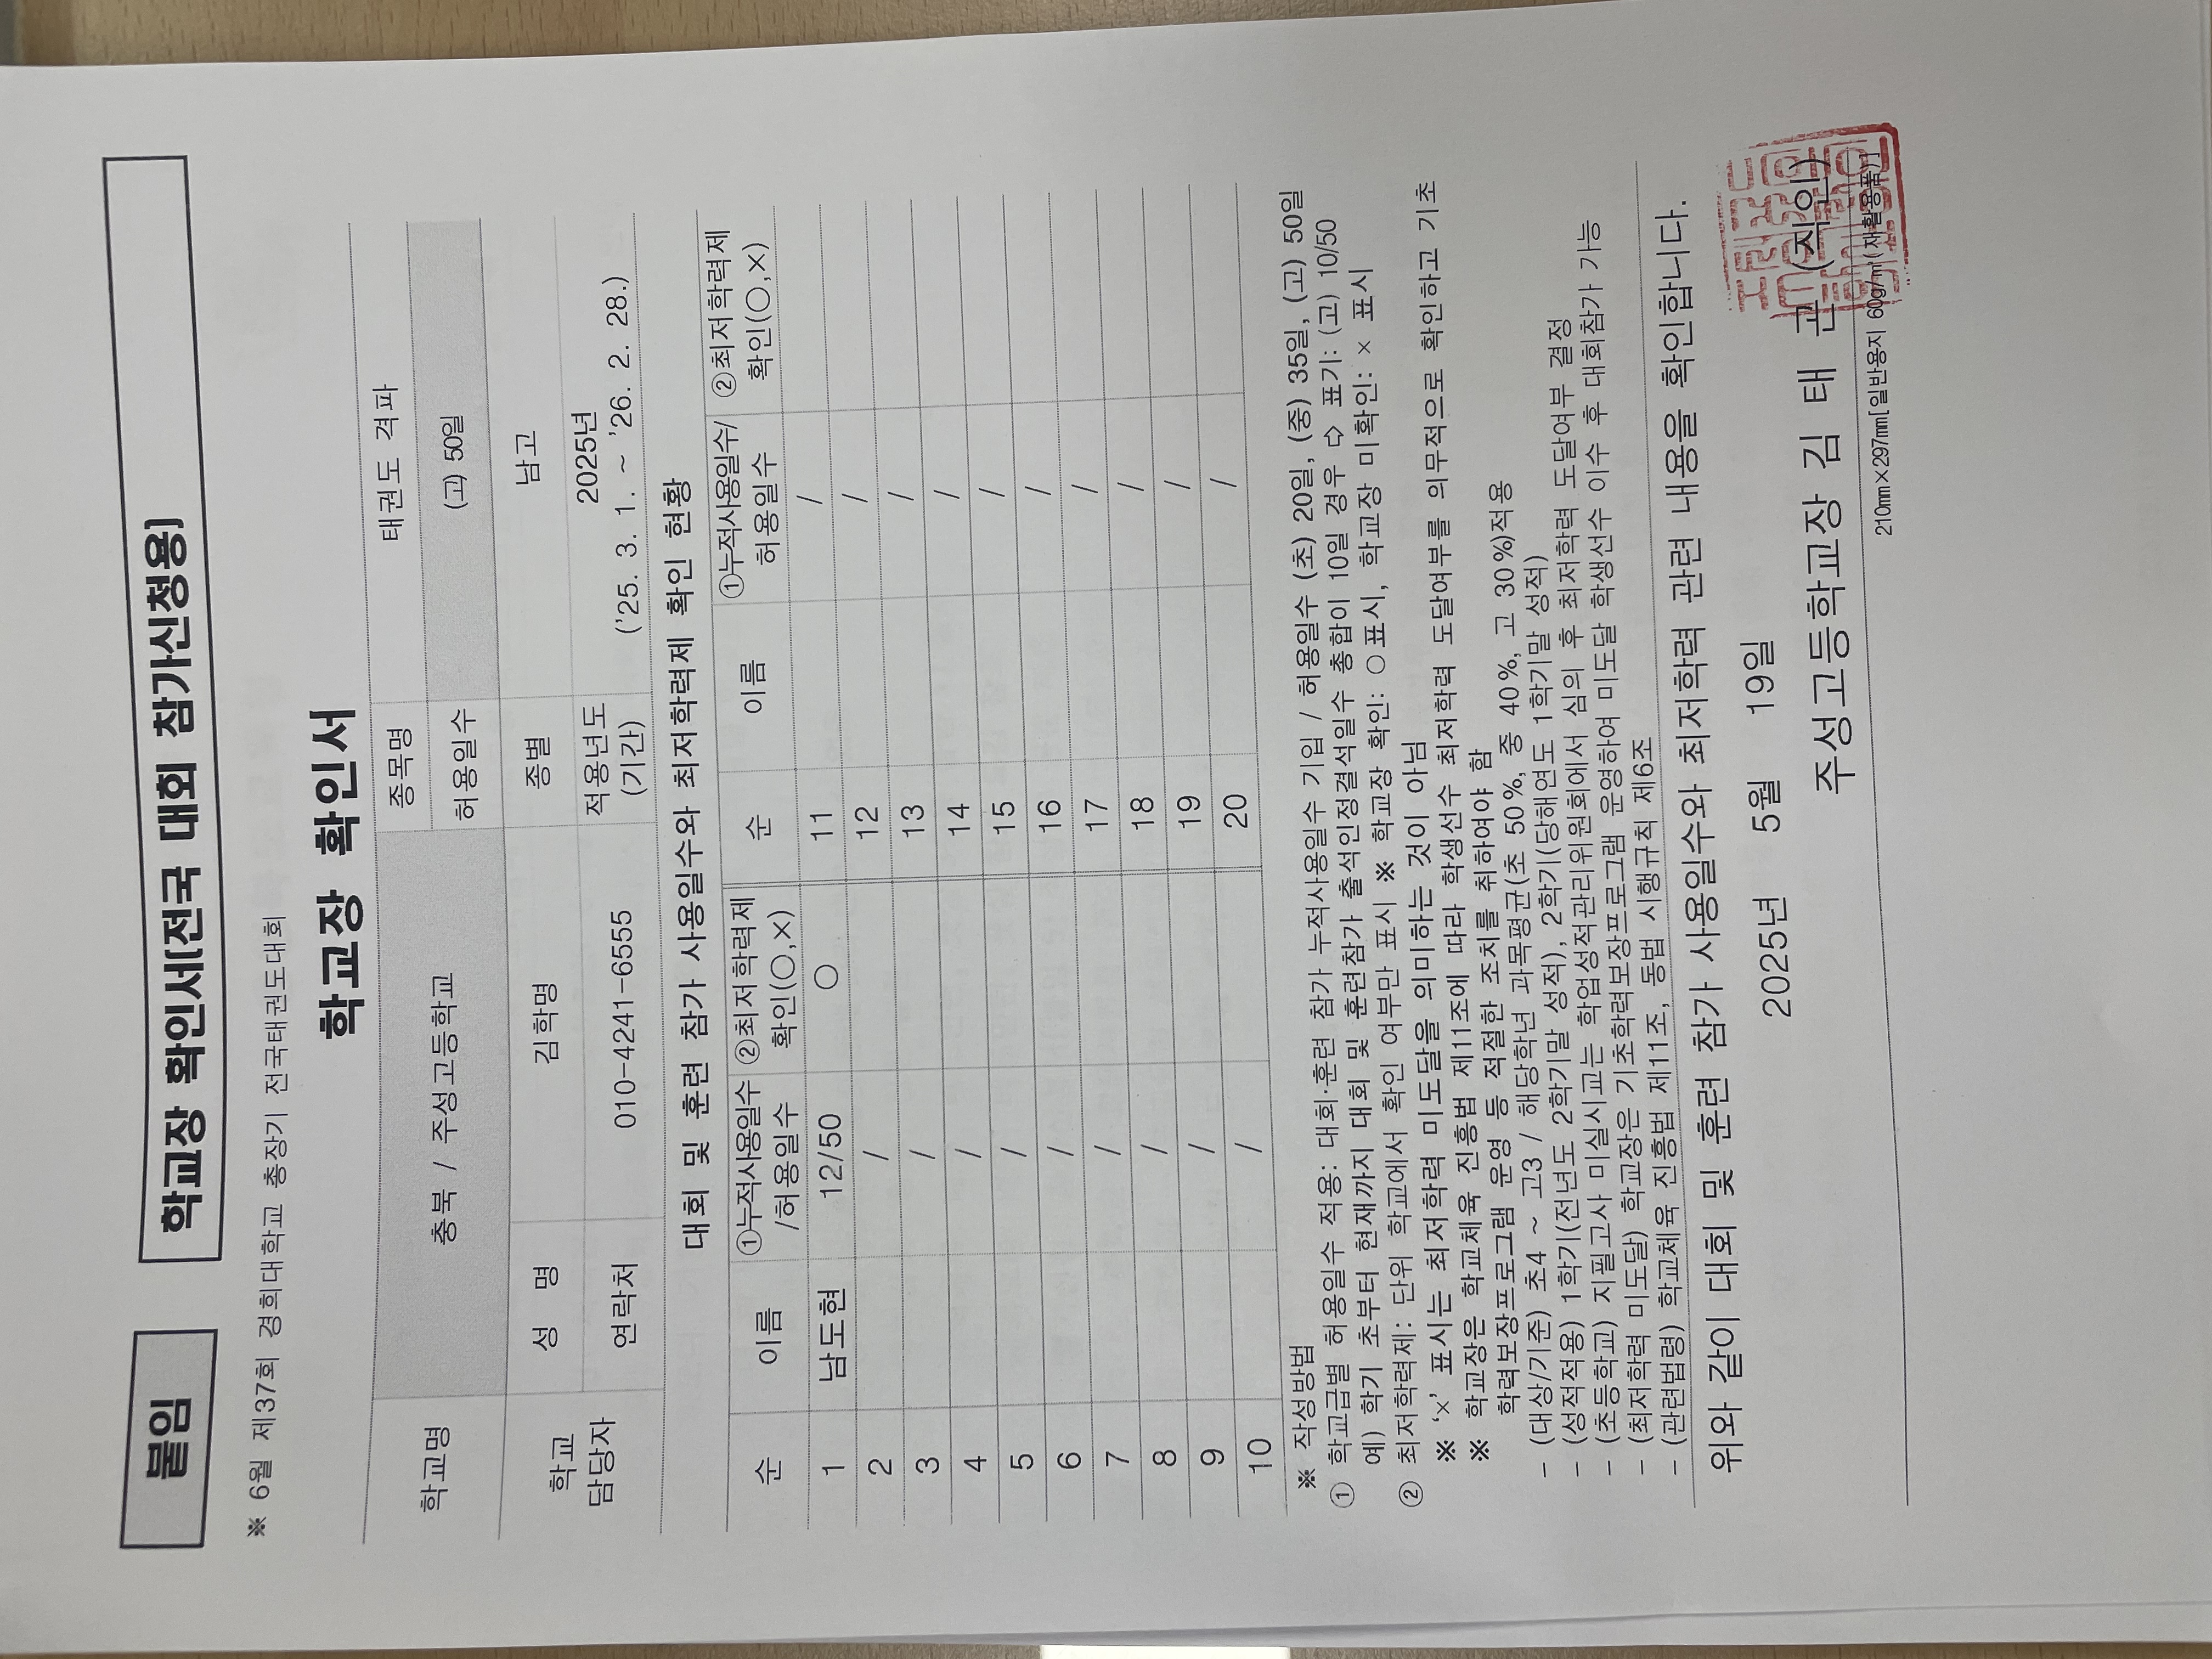 붙임
학교장 확인서(전국 대회 참가신청용)
※ 6월 제37회 경희대학교 총장기 전국태권도대회
학교장 확인서
학교명 충북 / 주성고등학교 종목명 태권도 격파
허용일수 (고) 50일
학교 담당자 성 명 김학명 종별 남고
연락처 010-4241-6555 적용년도 (기간) 2025년
('25. 3. 1. ~ '26. 2. 28.)
대회 및 훈련 참가 사용일수와 최저학력제 확인 현황
순 이름 ①누적사용일수/허용일수 ②최저학력제 확인(○,×) 순 이름 ①누적사용일수/허용일수 ②최저학력제 확인(○,×)
1 남도현 12/50 ○ 11 /
2 / 12 /
3 / 13 /
4 / 14 /
5 / 15 /
6 / 16 /
7 / 17 /
8 / 18 /
9 / 19 /
10 / 20 /
※ 작성방법
① 학교급별 허용일수 적용: 대회·훈련 참가 누적사용일수 기입 / 허용일수 (초) 20일, (중) 35일, (고) 50일
예) 학기 초부터 현재까지 대회 및 훈련참가 출석인정결석일수 총합이 10일 경우 ⇨ 표기: (고) 10/50
② 최저학력제: 단위 학교에서 확인 여부만 표시 ※ 학교장 확인: ○표시, 학교장 미확인: × 표시
※ ‘×’ 표시는 최저학력 미도달을 의미하는 것이 아님
※ 학교장은 학교체육 진흥법 제11조에 따라 학생선수 최저학력 도달여부를 의무적으로 확인하고 기초
학력보장프로그램 운영 등 적절한 조치를 취하여야 함
- (대상/기준) 초4 ~ 고3 / 해당학년 과목평균(초 50%, 중 40%, 고 30%)적용
- (성적적용) 1학기(전년도 2학기말 성적), 2학기(당해연도 1학기말 성적)
- (초등학교) 지필고사 미실시교는 학업성적관리위원회에서 심의 후 최저학력 도달여부 결정
- (최저학력 미도달) 학교장은 기초학력보장프로그램 운영하여 미도달 학생선수 이수 후 대회참가 가능
- (관련법령) 학교체육 진흥법 제11조, 동법 시행규칙 제6조
위와 같이 대회 및 훈련 참가 사용일수와 최저학력 관련 내용을 확인합니다.
2025년 5월 19일
주성고등학교장 김 태 곤 (직인)
210㎜×297㎜[일반용지 60g/㎡(재활용품)]